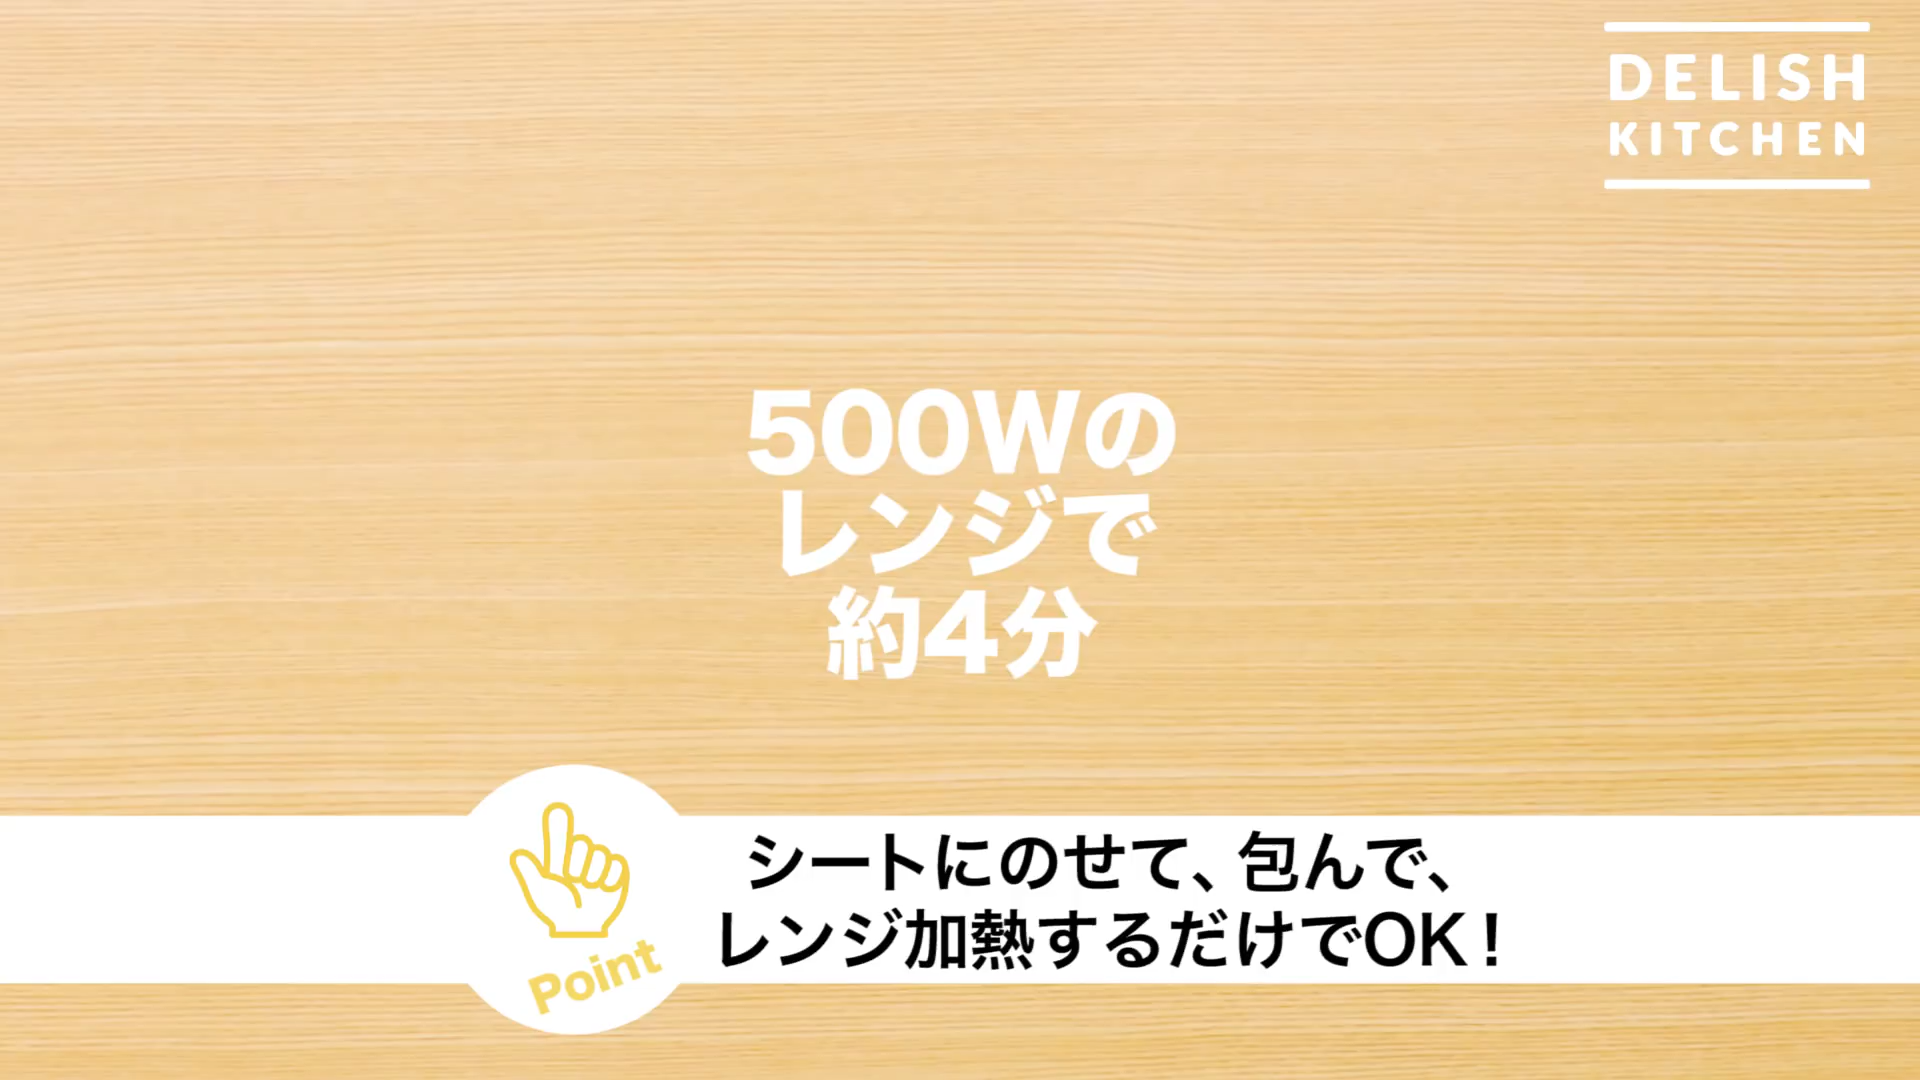 DELISH
KITCHEN
500Wの
レンジで
約4分
シートにのせて、包んで、
レンジ加熱するだけでOK！
Point